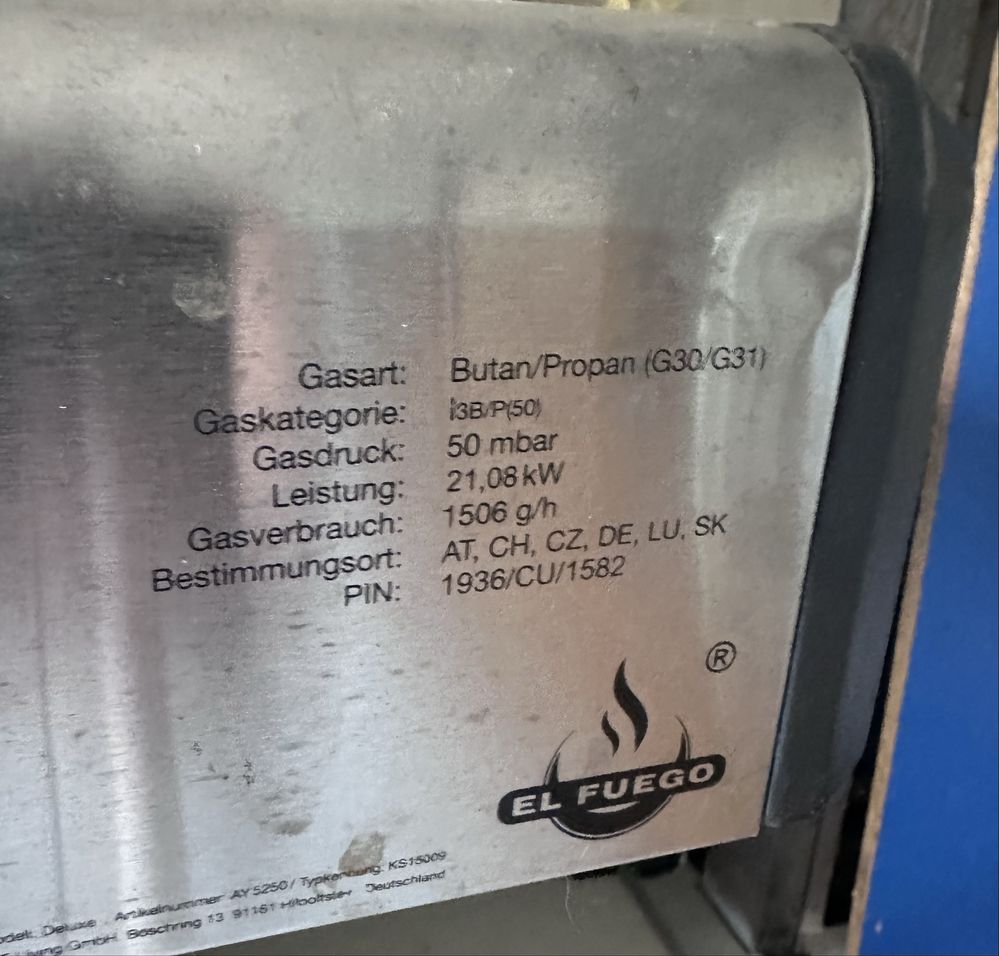 Gasart: Butan/Propan (G30/G31)
Gaskategorie: I3B/P(50)
Gasdruck: 50 mbar
Leistung: 21,08 kW
Gasverbrauch: 1506 g/h
Bestimmungsort: AT, CH, CZ, DE, LU, SK
PIN: 1936/CU/1582
®
EL FUEGO
Deluxe Artikelnummer AY 5250 / Typkennung: KS15009
GmbH Boschring 13 91161 Deutschland